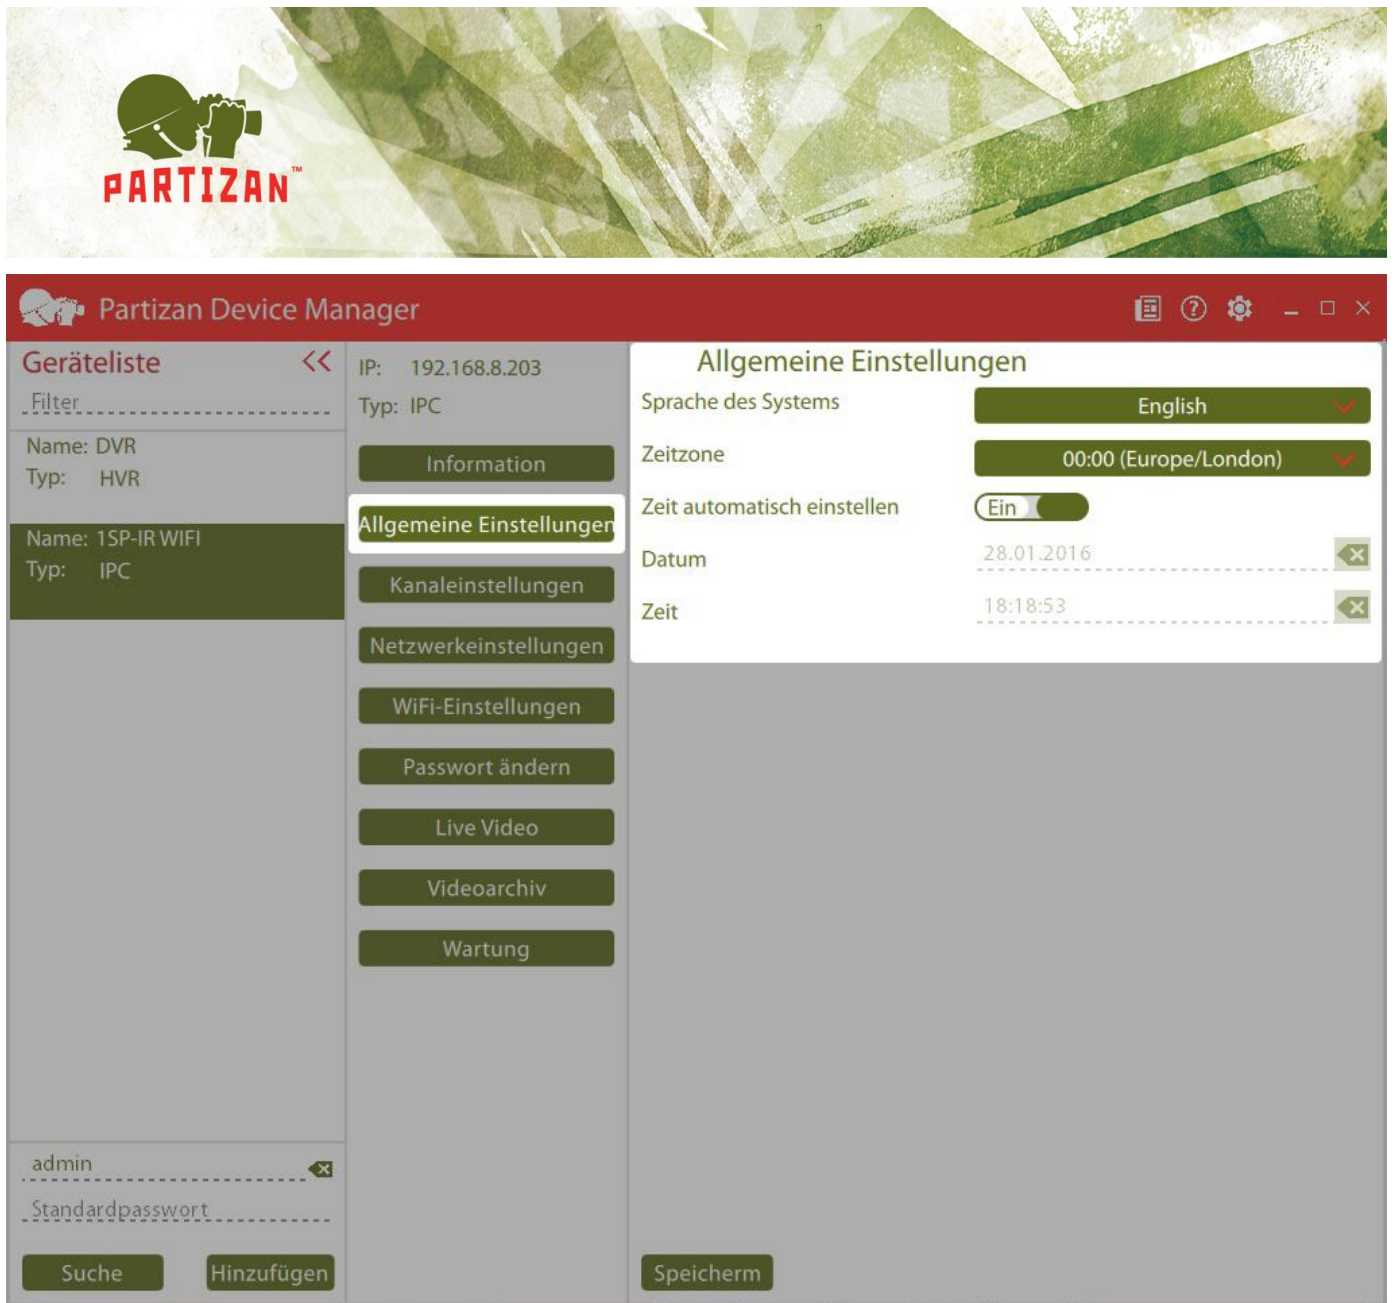 PARTIZAN™
Partizan Device Manager
Geräteliste
Filter
Name: DVR
Typ: HVR
Name: 1SP-IR WIFI
Typ: IPC
admin
Standardpasswort
Suche
Hinzufügen
IP: 192.168.8.203
Typ: IPC
Information
Allgemeine Einstellungen
Kanaleinstellungen
Netzwerkeinstellungen
WiFi-Einstellungen
Passwort ändern
Live Video
Videoarchiv
Wartung
Allgemeine Einstellungen
Sprache des Systems English
Zeitzone 00:00 (Europe/London)
Zeit automatisch einstellen Ein
Datum 28.01.2016
Zeit 18:18:53
Speicherm